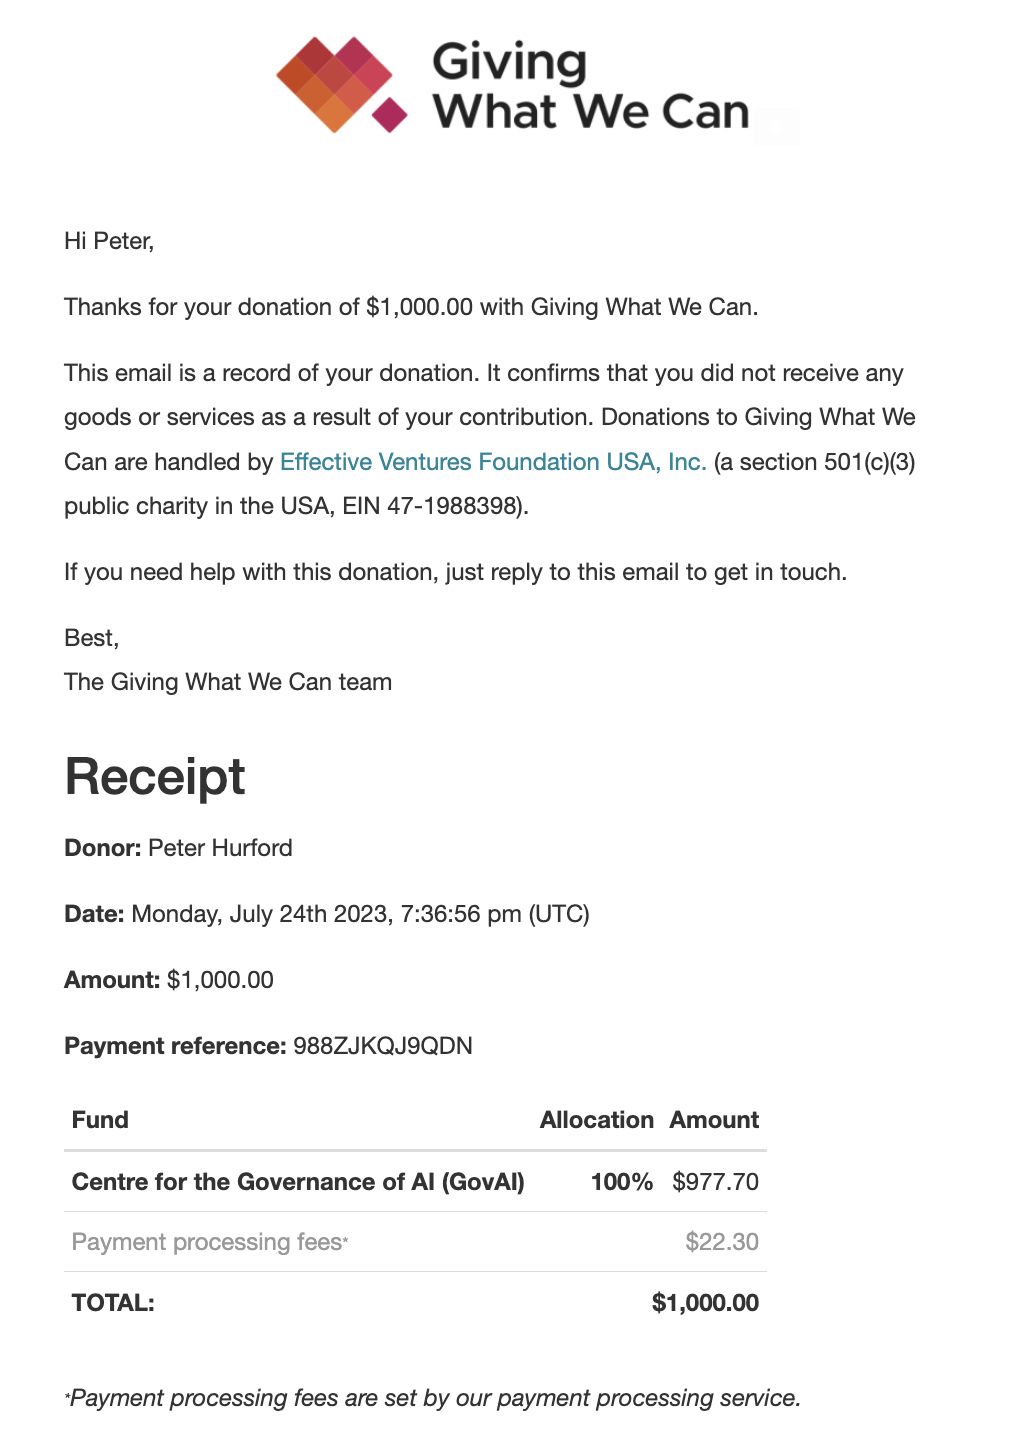 Giving
What We Can
Hi Peter,
Thanks for your donation of $1,000.00 with Giving What We Can.
This email is a record of your donation. It confirms that you did not receive any
goods or services as a result of your contribution. Donations to Giving What We
Can are handled by Effective Ventures Foundation USA, Inc. (a section 501(c)(3)
public charity in the USA, EIN 47-1988398).
If you need help with this donation, just reply to this email to get in touch.
Best,
The Giving What We Can team
Receipt
Donor: Peter Hurford
Date: Monday, July 24th 2023, 7:36:56 pm (UTC)
Amount: $1,000.00
Payment reference: 988ZJKQJ9QDN
Fund Allocation Amount
Centre for the Governance of AI (GovAI) 100% $977.70
Payment processing fees* $22.30
TOTAL: $1,000.00
*Payment processing fees are set by our payment processing service.